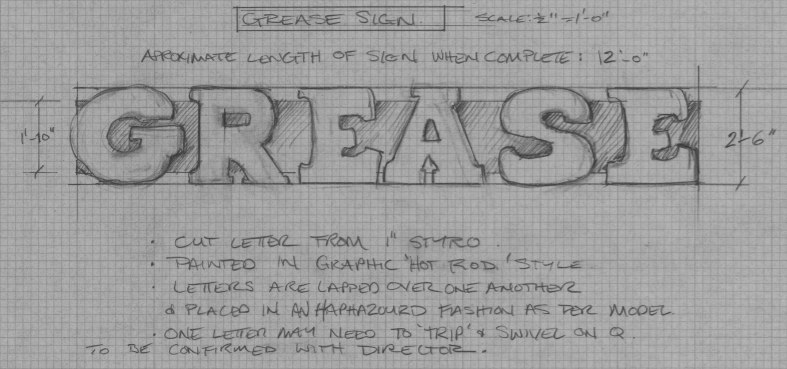 GREASE SIGN SCALE: ½" = 1'-0"
APROXIMATE LENGTH OF SIGN WHEN COMPLETE: 12'-0"
1'-10" GREASE 2'-6"
· CUT LETTER FROM 1" STYRO.
· PAINTED IN GRAPHIC 'HOT ROD' STYLE
· LETTERS ARE LAPPED OVER ONE ANOTHER
& PLACED IN AN HAPHAZOURD FASHION AS PER MODEL.
· ONE LETTER MAY NEED TO 'TRIP' & SWIVEL ON Q.
TO BE CONFIRMED WITH DIRECTOR.